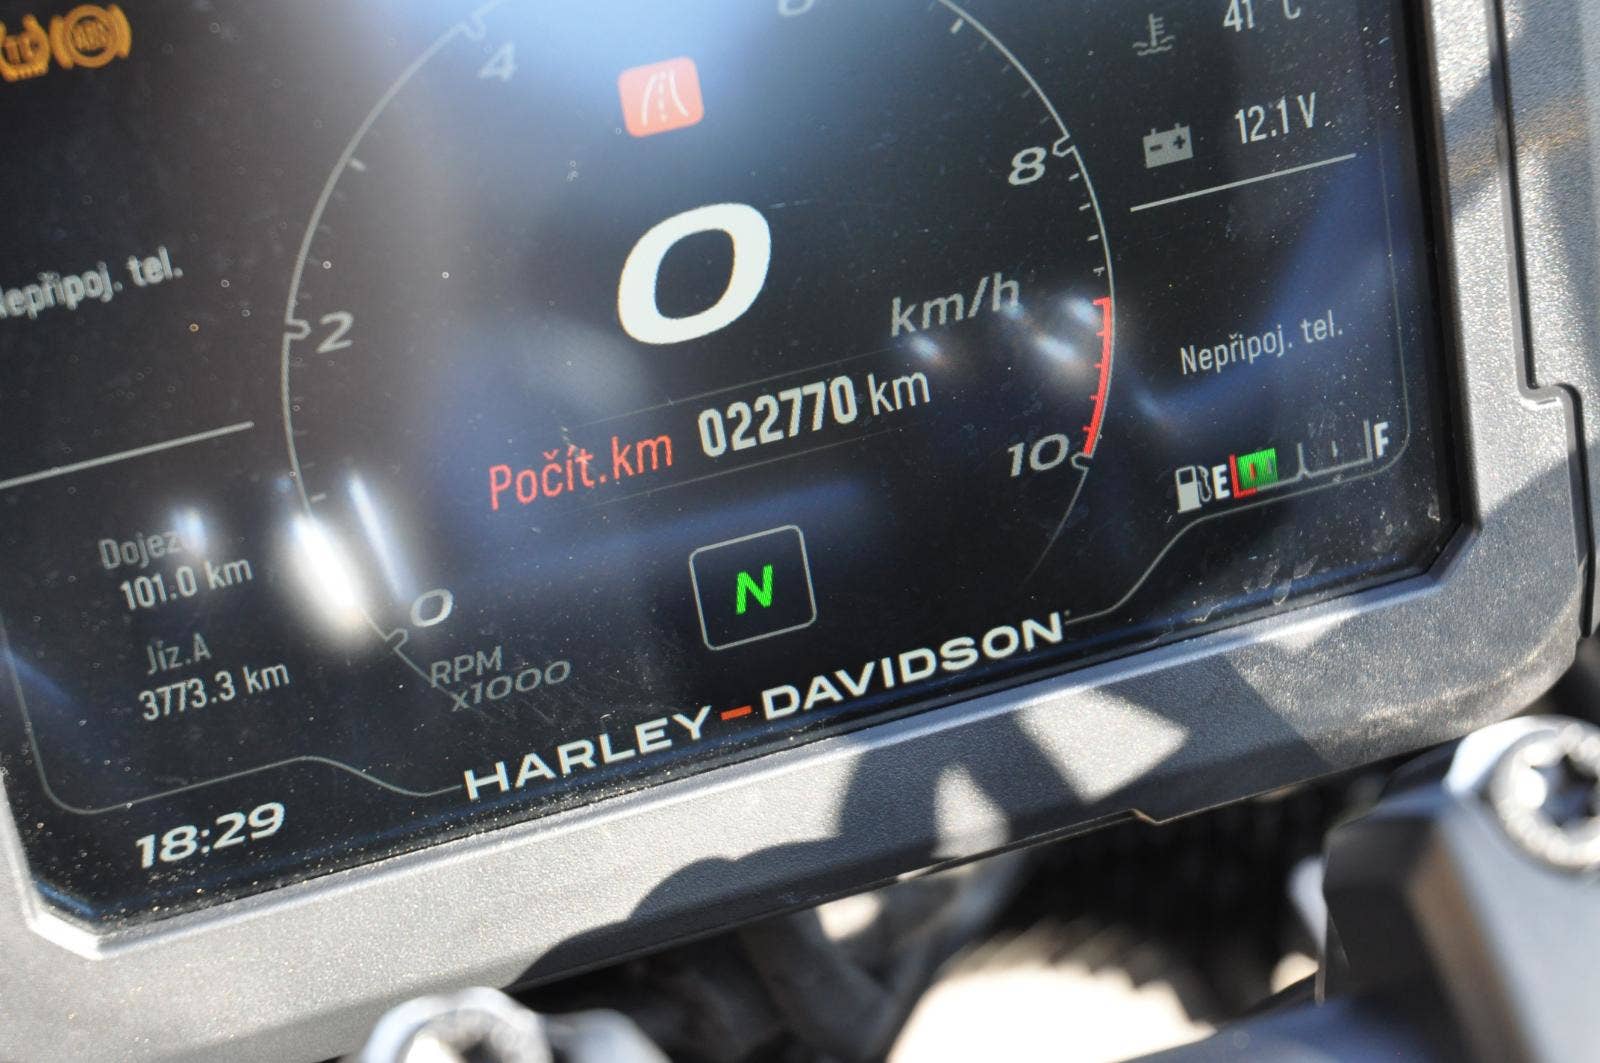 4
41 °C
12.1 V
8
0
Nepřipoj. tel.
km/h
2
Nepřipoj. tel.
Počít.km 022770 km
10
E F
Dojezd
101.0 km
N
0
Jíz.A
3773.3 km
RPM
x1000
HARLEY-DAVIDSON
18:29